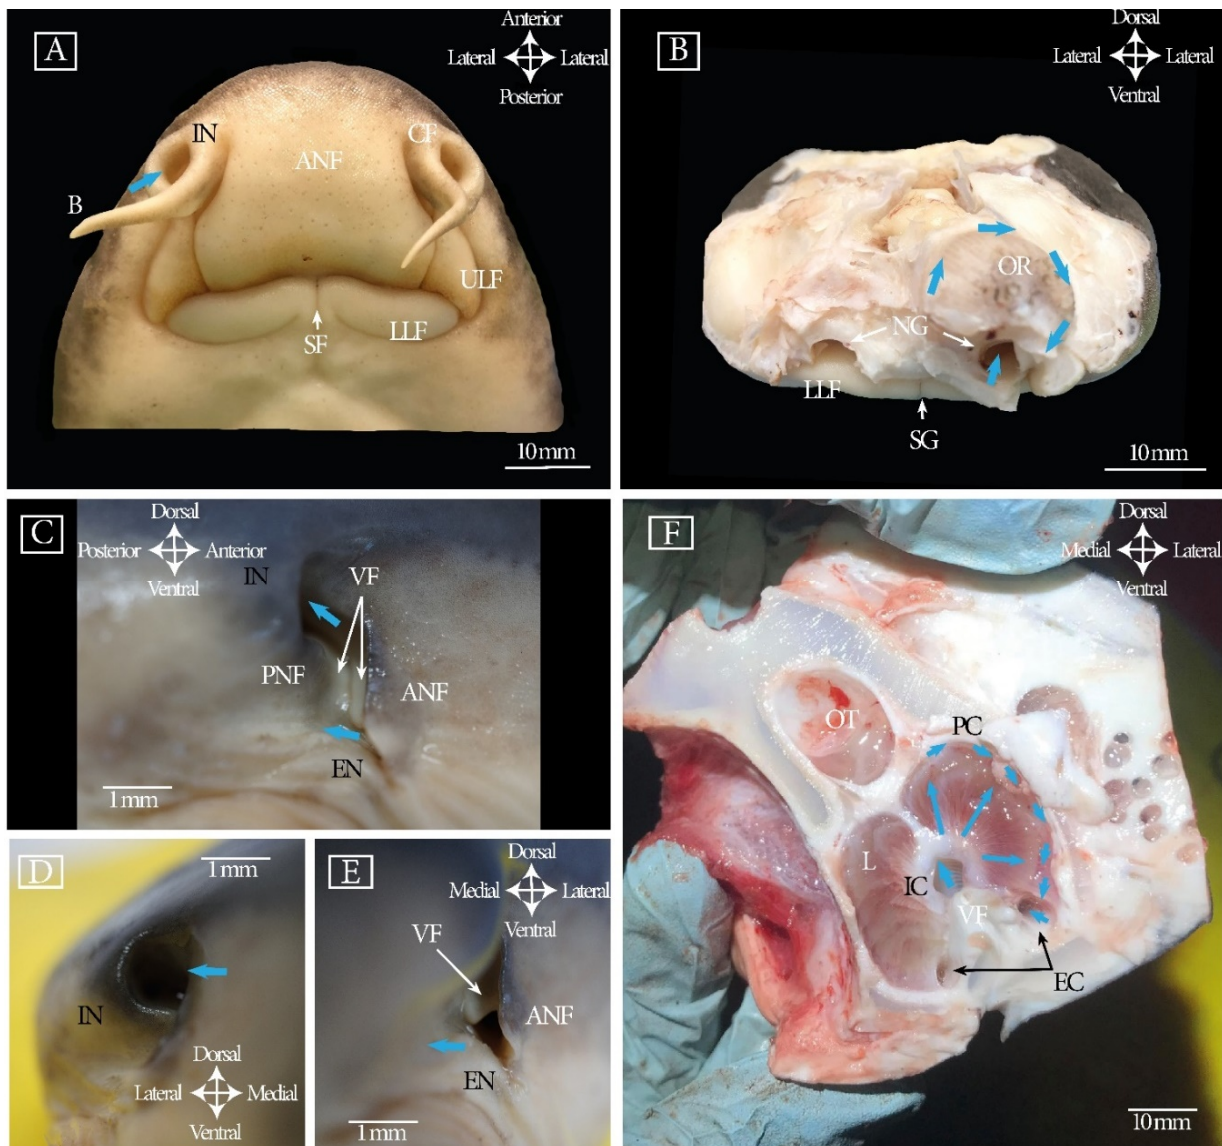 A
Anterior
Lateral
Lateral
Posterior
IN
CF
ANF
B
ULF
LLF
SF
10mm
B
Dorsal
Lateral
Lateral
Ventral
OR
NG
LLF
SG
10mm
C
Dorsal
Posterior
Anterior
Ventral
IN
VF
PNF
ANF
EN
1mm
D
1mm
IN
Dorsal
Lateral
Medial
Ventral
E
Dorsal
Medial
Lateral
Ventral
VF
ANF
EN
1mm
F
Dorsal
Medial
Lateral
Ventral
OT
PC
L
IC
VF
EC
10mm